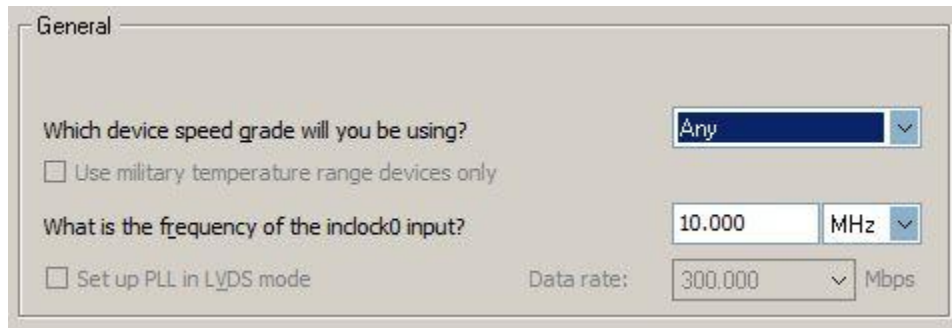 General
Which device speed grade will you be using? Any
Use military temperature range devices only
What is the frequency of the inclock0 input? 10.000 MHz
Set up PLL in LVDS mode Data rate: 300.000 Mbps